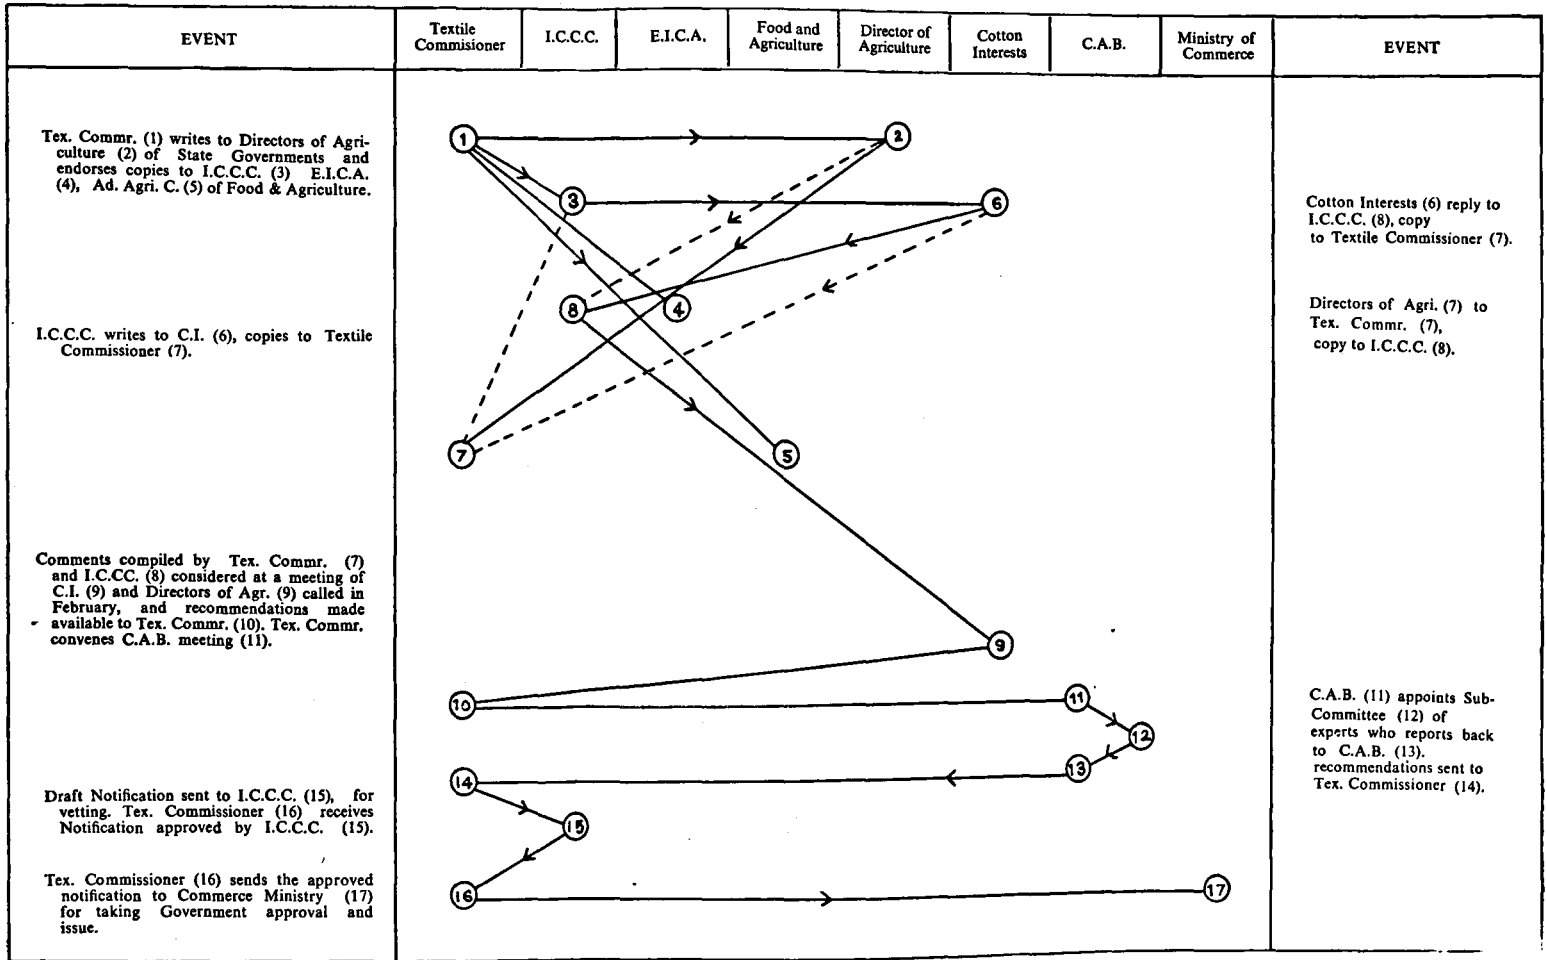 EVENT
Textile
Commisioner
I.C.C.C.
E.I.C.A.
Food and
Agriculture
Director of
Agriculture
Cotton
Interests
C.A.B.
Ministry of
Commerce
EVENT
Tex. Commr. (1) writes to Directors of Agri-
culture (2) of State Governments and
endorses copies to I.C.C.C. (3) E.I.C.A.
(4), Ad. Agri. C. (5) of Food & Agriculture.
I.C.C.C. writes to C.I. (6), copies to Textile
Commissioner (7).
Comments compiled by Tex. Commr. (7)
and I.C.CC. (8) considered at a meeting of
C.I. (9) and Directors of Agr. (9) called in
February, and recommendations made
available to Tex. Commr. (10). Tex. Commr.
convenes C.A.B. meeting (11).
Draft Notification sent to I.C.C.C. (15), for
vetting. Tex. Commissioner (16) receives
Notification approved by I.C.C.C. (15).
Tex. Commissioner (16) sends the approved
notification to Commerce Ministry (17)
for taking Government approval and
issue.
1
2
3
6
8
4
7
5
9
10
11
12
13
14
15
16
17
Cotton Interests (6) reply to
I.C.C.C. (8), copy
to Textile Commissioner (7).
Directors of Agri. (7) to
Tex. Commr. (7),
copy to I.C.C.C. (8).
C.A.B. (11) appoints Sub-
Committee (12) of
experts who reports back
to C.A.B. (13).
recommendations sent to
Tex. Commissioner (14).